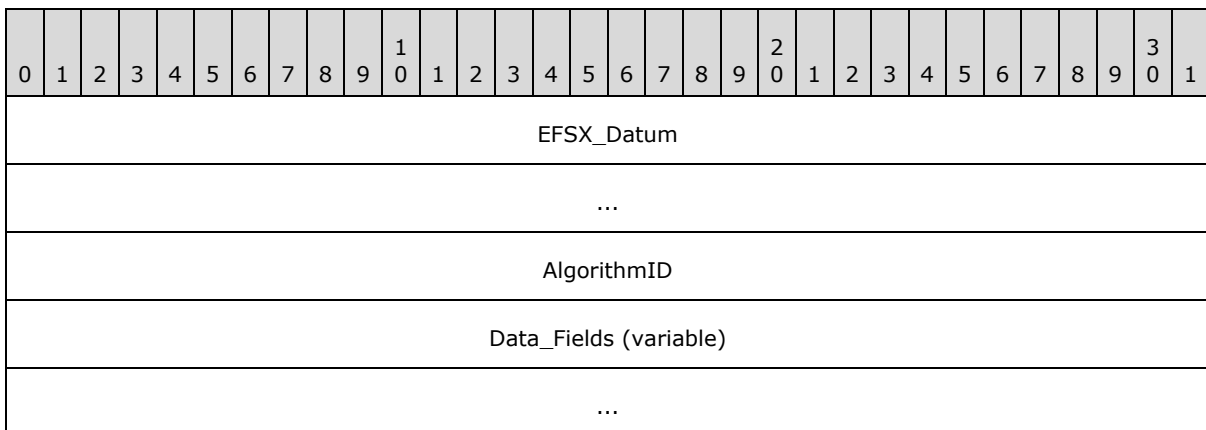 1 2 3
0 1 2 3 4 5 6 7 8 9 0 1 2 3 4 5 6 7 8 9 0 1 2 3 4 5 6 7 8 9 0 1
EFSX_Datum
...
AlgorithmID
Data_Fields (variable)
...